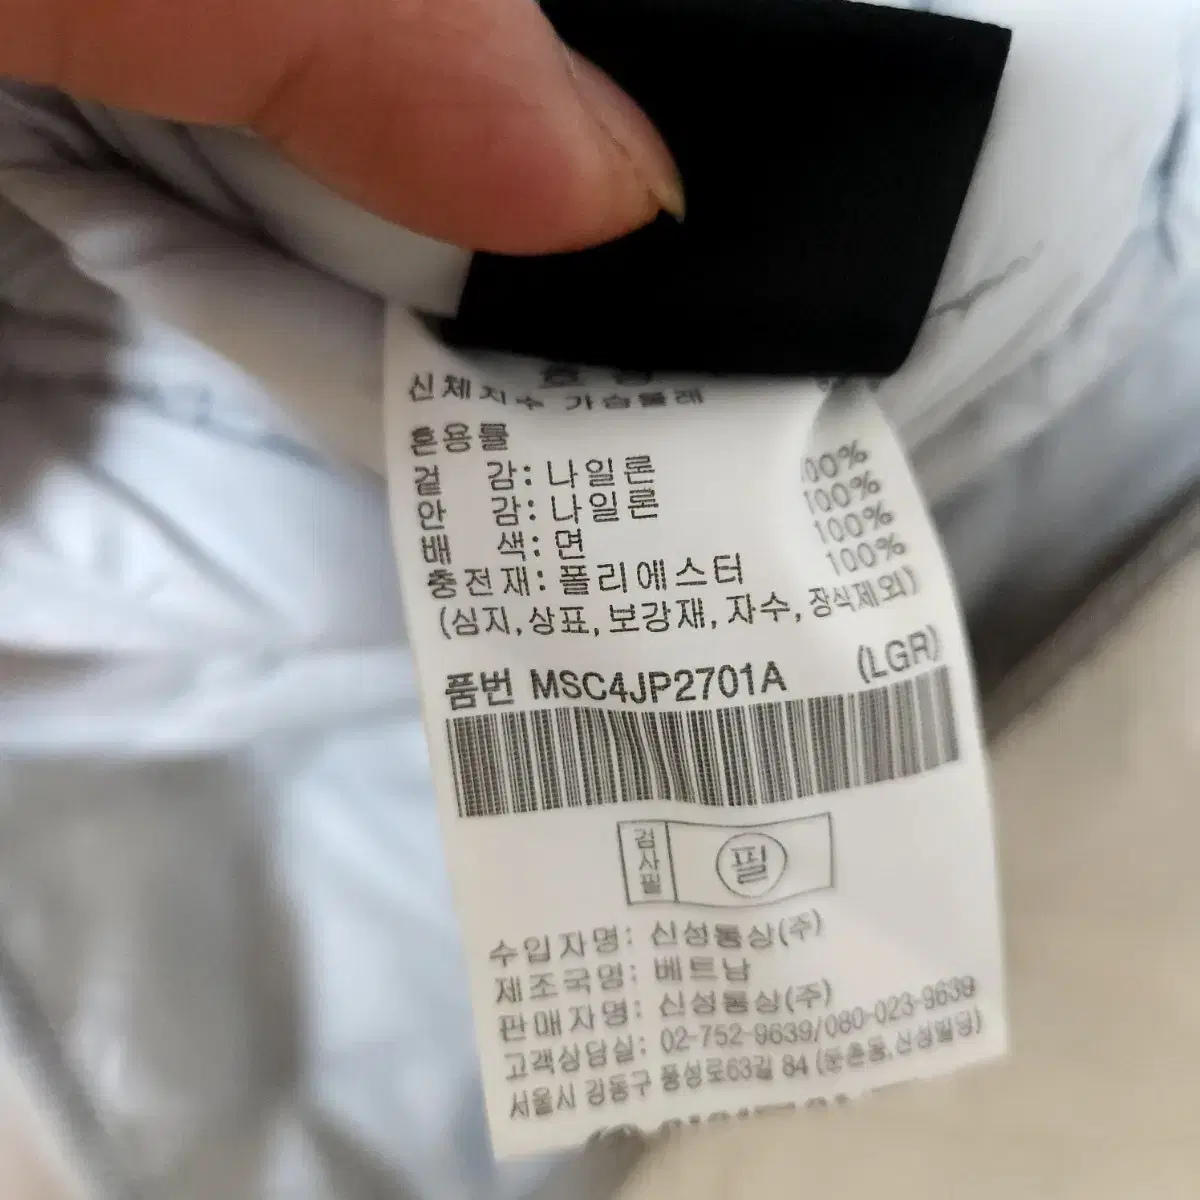 신체치수 가슴둘레
혼용률
겉 감: 나일론 100%
안 감: 나일론 100%
배 색: 면 100%
충전재: 폴리에스터 100%
(심지,상표,보강재,자수,장식제외)
품번 MSC4JP2701A (LGR)
검사필 필
수입자명: 신성통상(주)
제조국명: 베트남
판매자명: 신성통상(주)
고객상담실: 02-752-9639/080-023-9639
서울시 강동구 풍성로63길 84 (둔촌동,신성빌딩)